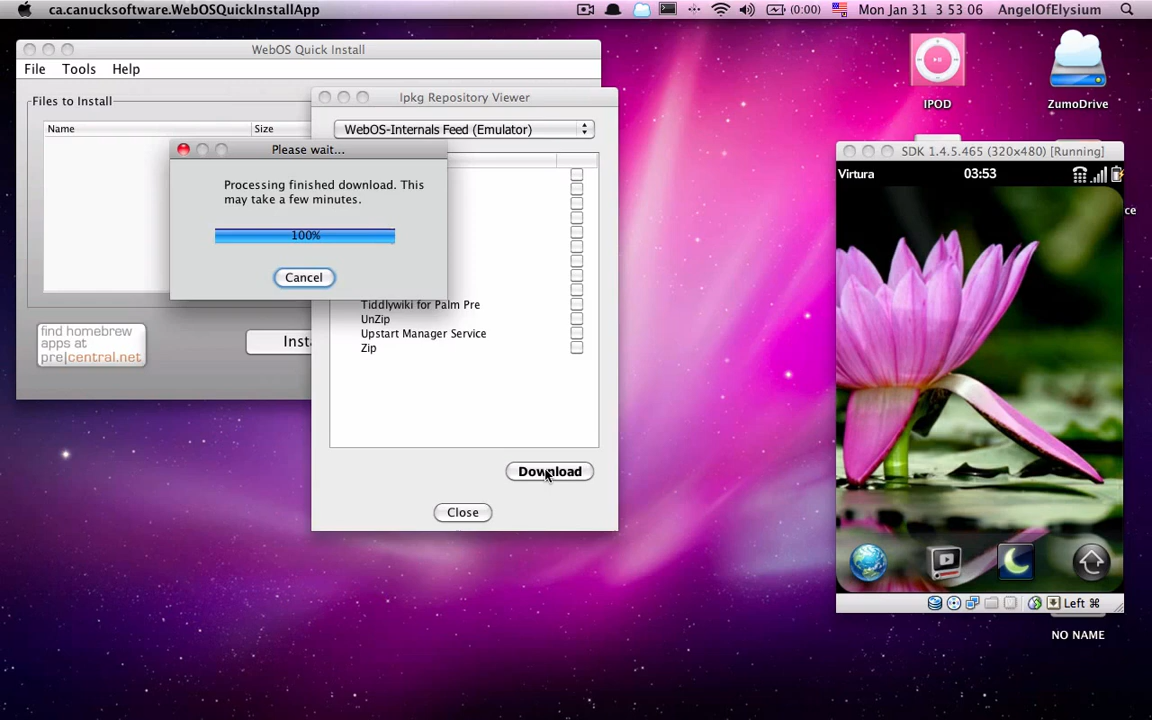 ca.canucksoftware.WebOSQuickInstallApp
(0:00)
Mon Jan 31 3 53 06
AngelOfElysium
WebOS Quick Install
File Tools Help
Files to Install
Name Size
find homebrew
apps at
pre|central.net
Ipkg Repository Viewer
WebOS-Internals Feed (Emulator)
Please wait...
Processing finished download. This
may take a few minutes.
100%
Cancel
Tiddlywiki for Palm Pre
UnZip
Upstart Manager Service
Zip
Download
Close
IPOD
ZumoDrive
SDK 1.4.5.465 (320x480) [Running]
Virtura 03:53
Left ⌘
NO NAME